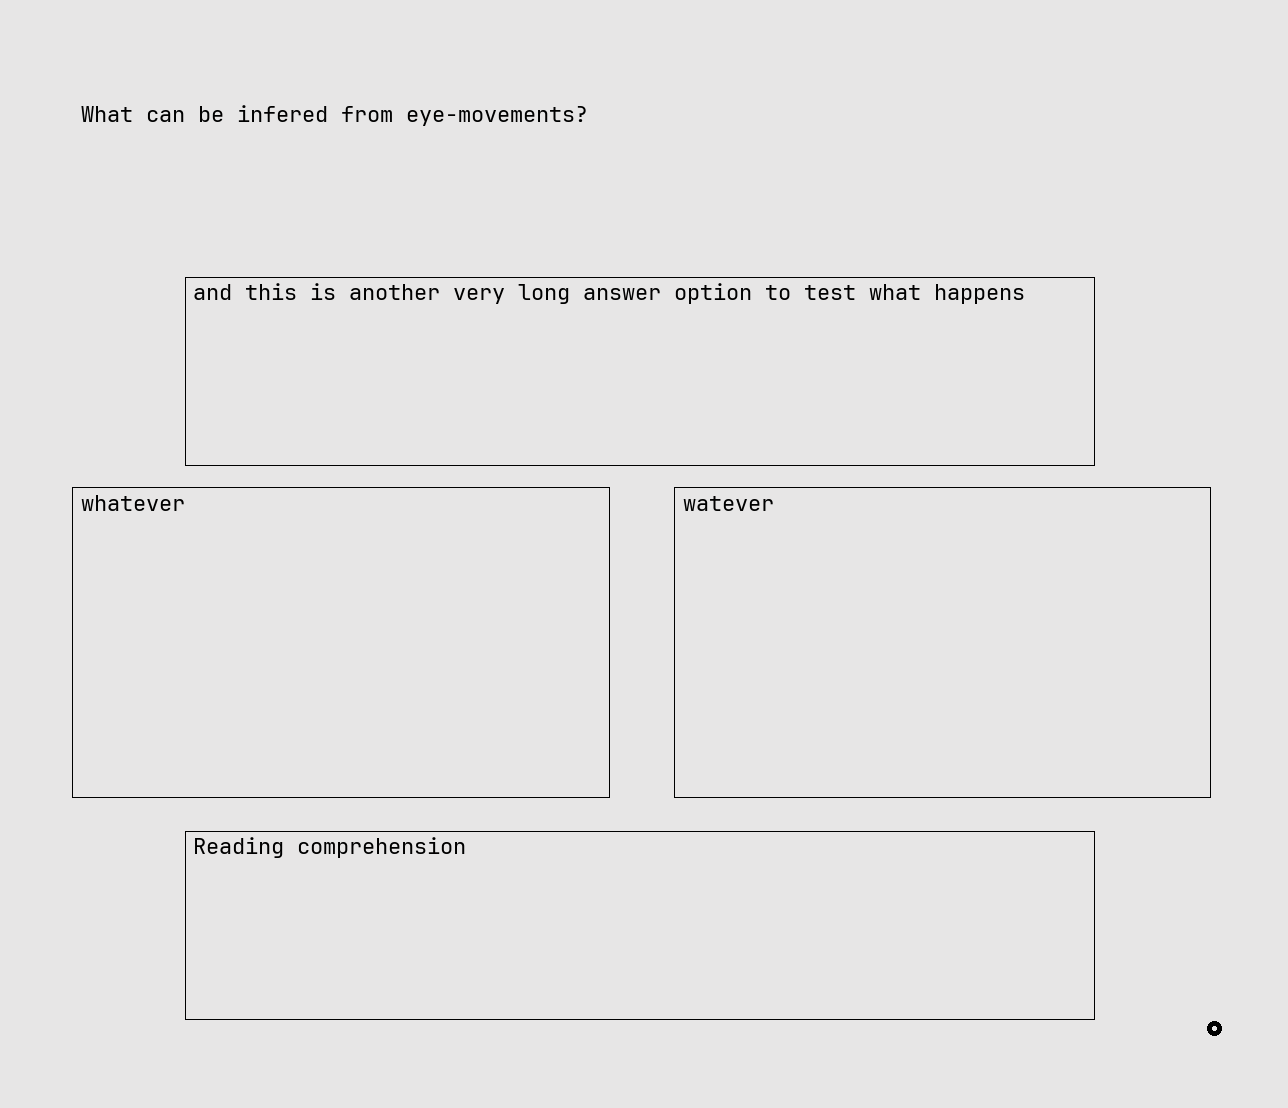 What can be infered from eye-movements?
and this is another very long answer option to test what happens
whatever
watever
Reading comprehension